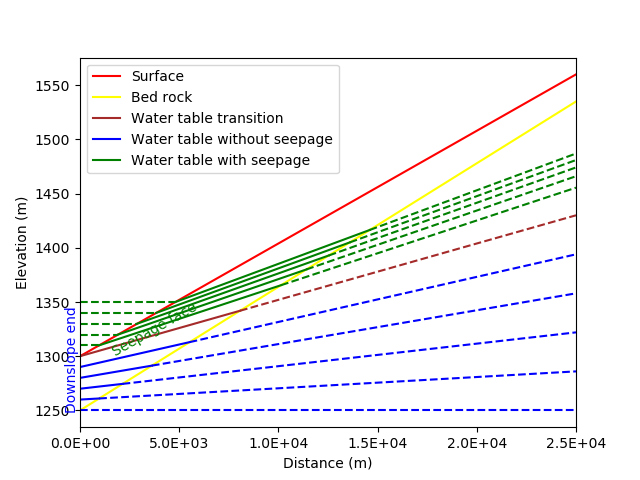 Surface
Bed rock
Water table transition
Water table without seepage
Water table with seepage
1550
1500
1450
1400
1350
1300
1250
Elevation (m)
Downslope end
Seepage face
0.0E+00 5.0E+03 1.0E+04 1.5E+04 2.0E+04 2.5E+04
Distance (m)